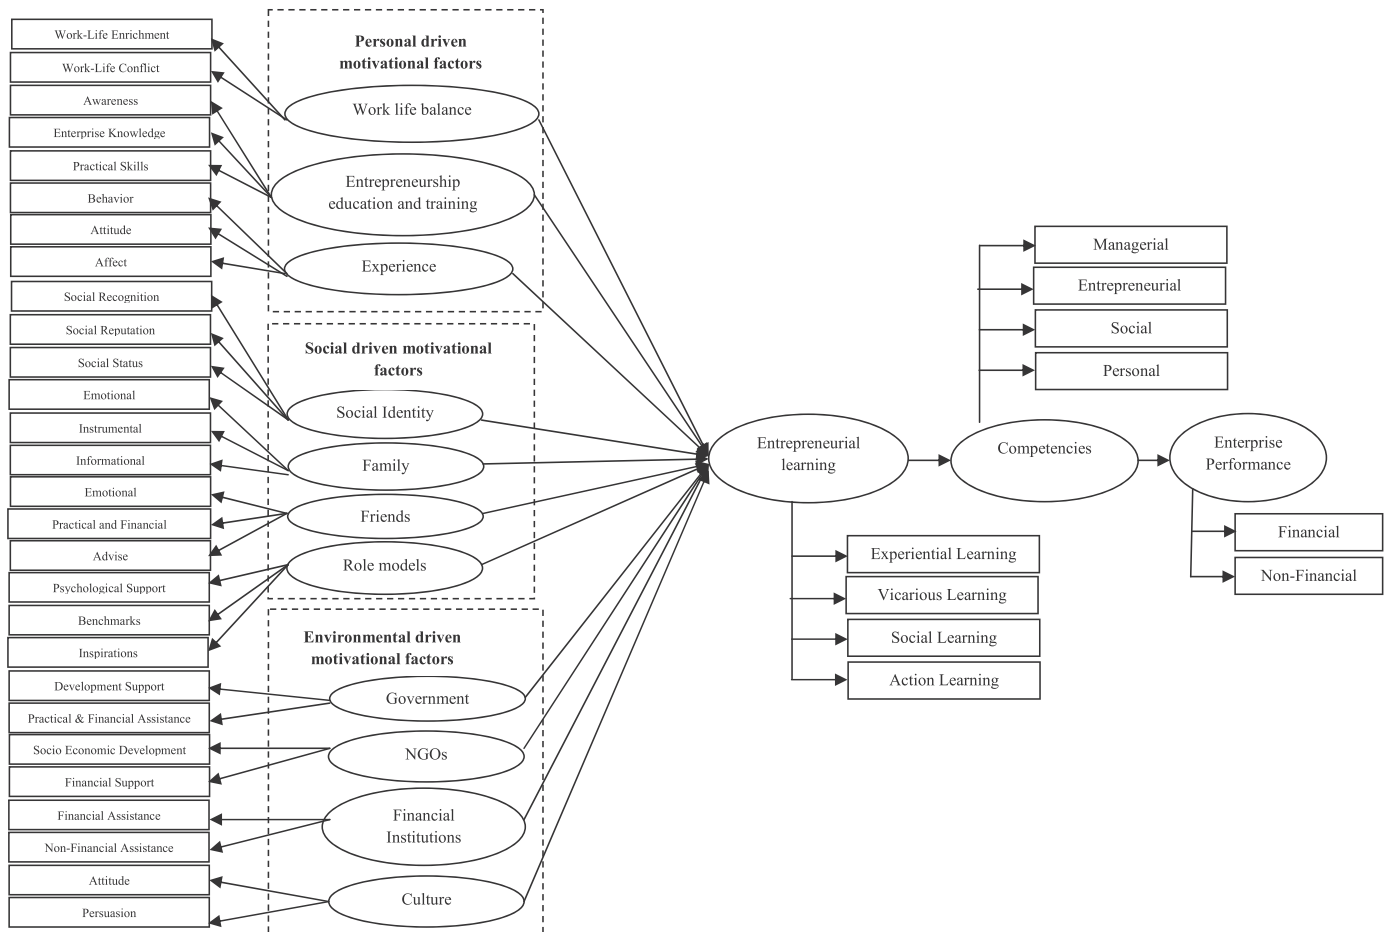 Work-Life Enrichment
Work-Life Conflict
Awareness
Enterprise Knowledge
Practical Skills
Behavior
Attitude
Affect
Social Recognition
Social Reputation
Social Status
Emotional
Instrumental
Informational
Emotional
Practical and Financial
Advise
Psychological Support
Benchmarks
Inspirations
Development Support
Practical & Financial Assistance
Socio Economic Development
Financial Support
Financial Assistance
Non-Financial Assistance
Attitude
Persuasion
Personal driven
motivational factors
Work life balance
Entrepreneurship
education and training
Experience
Social driven motivational
factors
Social Identity
Family
Friends
Role models
Environmental driven
motivational factors
Government
NGOs
Financial
Institutions
Culture
Entrepreneurial
learning
Experiential Learning
Vicarious Learning
Social Learning
Action Learning
Managerial
Entrepreneurial
Social
Personal
Competencies
Enterprise
Performance
Financial
Non-Financial